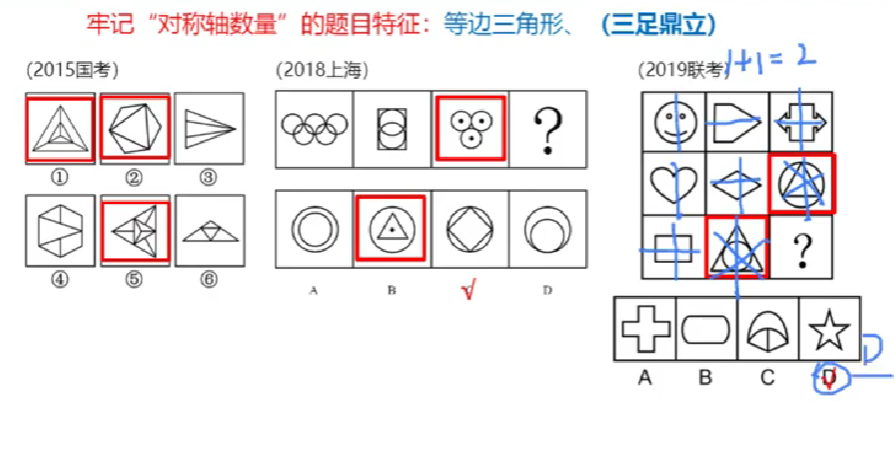 牢记“对称轴数量”的题目特征：等边三角形、（三足鼎立）
(2015国考)
(2018上海)
(2019联考)
1+1=2
?
① ② ③
④ ⑤ ⑥
A B D
?
A B C D
D